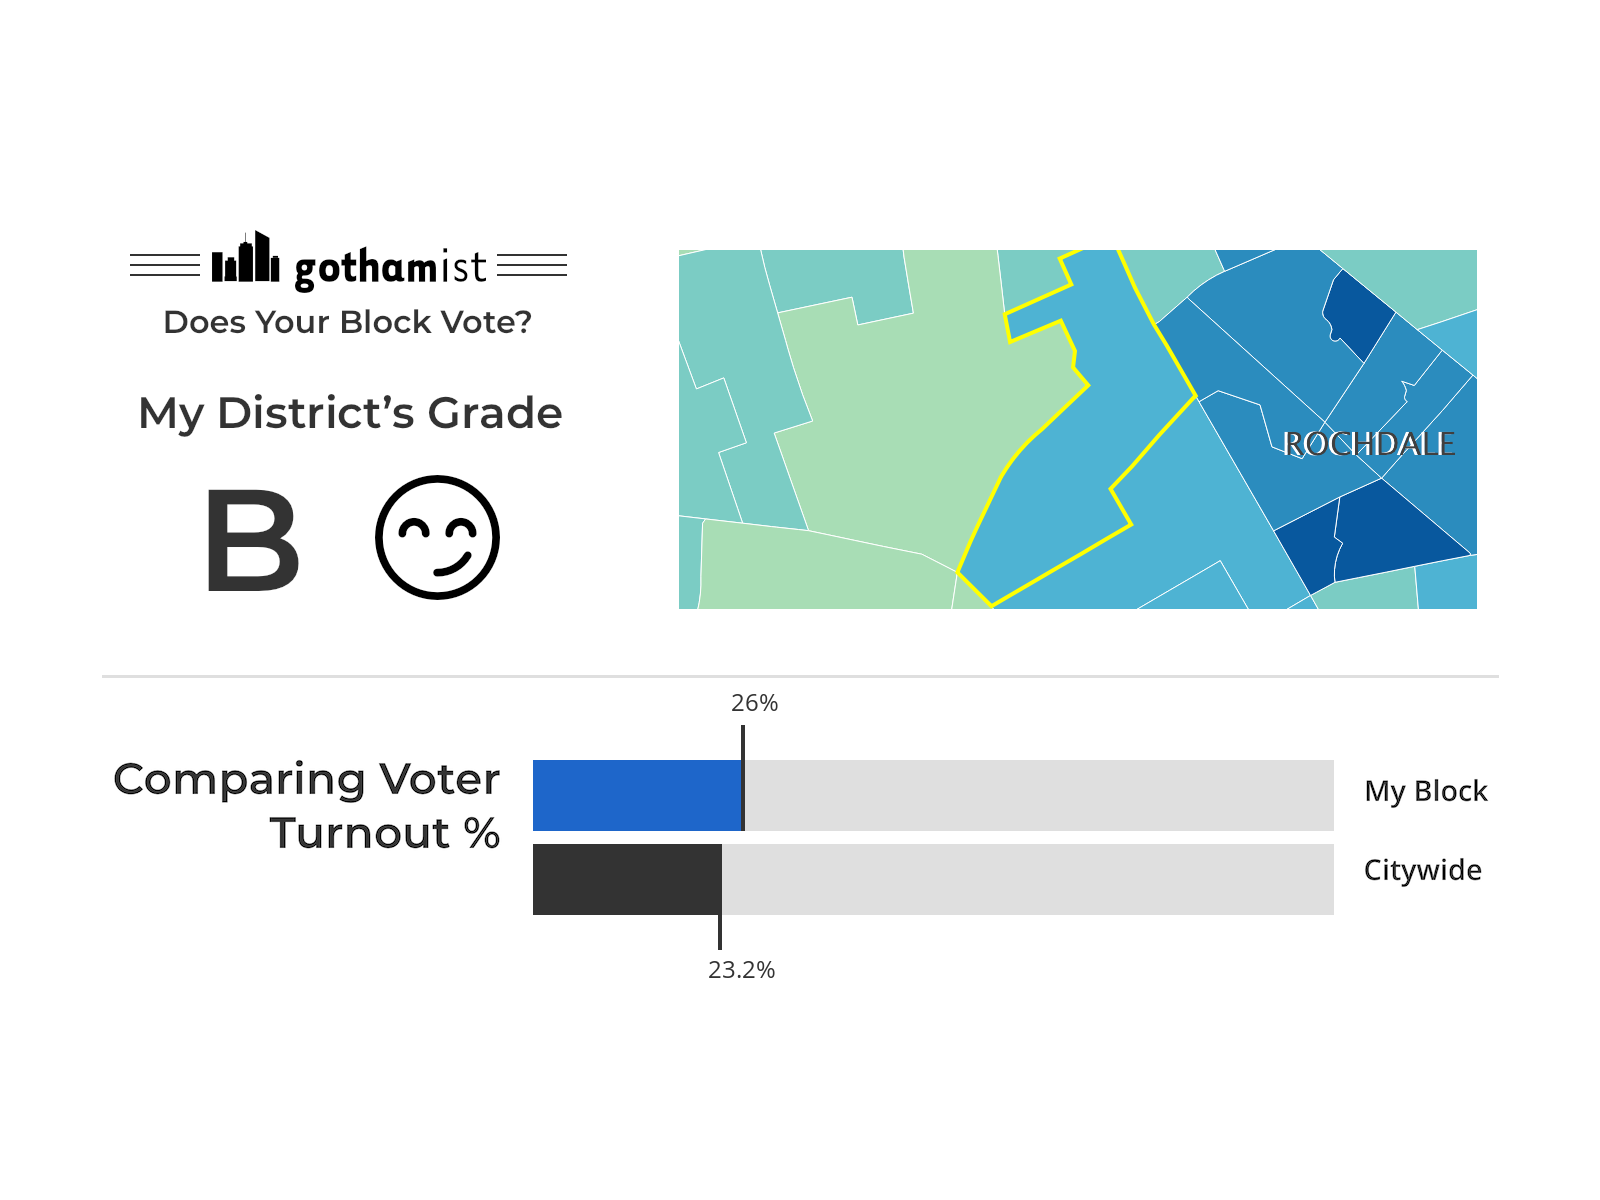 gothamist
Does Your Block Vote?
My District’s Grade
B
ROCHDALE
26%
Comparing Voter
Turnout %
My Block
Citywide
23.2%